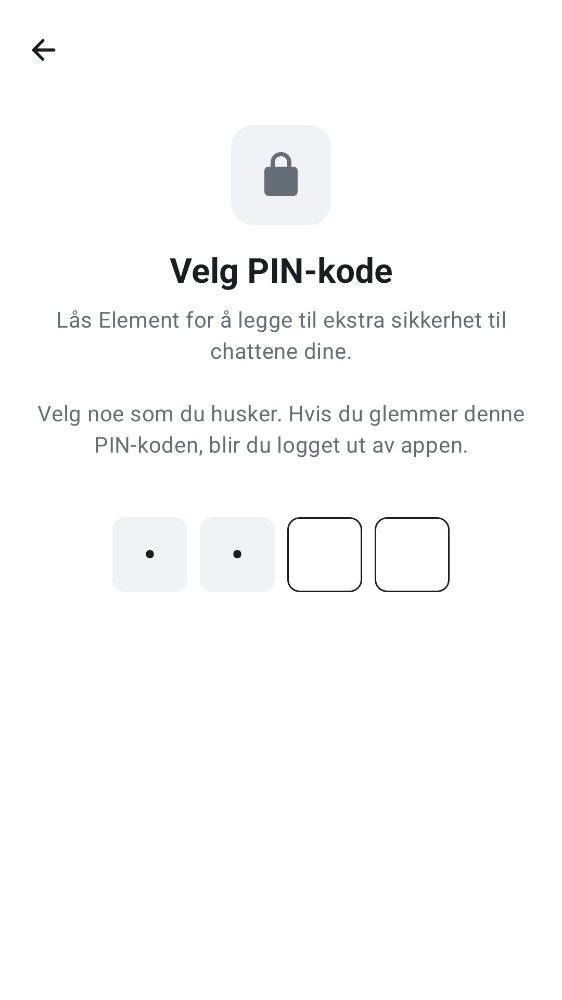 Velg PIN-kode
Lås Element for å legge til ekstra sikkerhet til
chattene dine.
Velg noe som du husker. Hvis du glemmer denne
PIN-koden, blir du logget ut av appen.